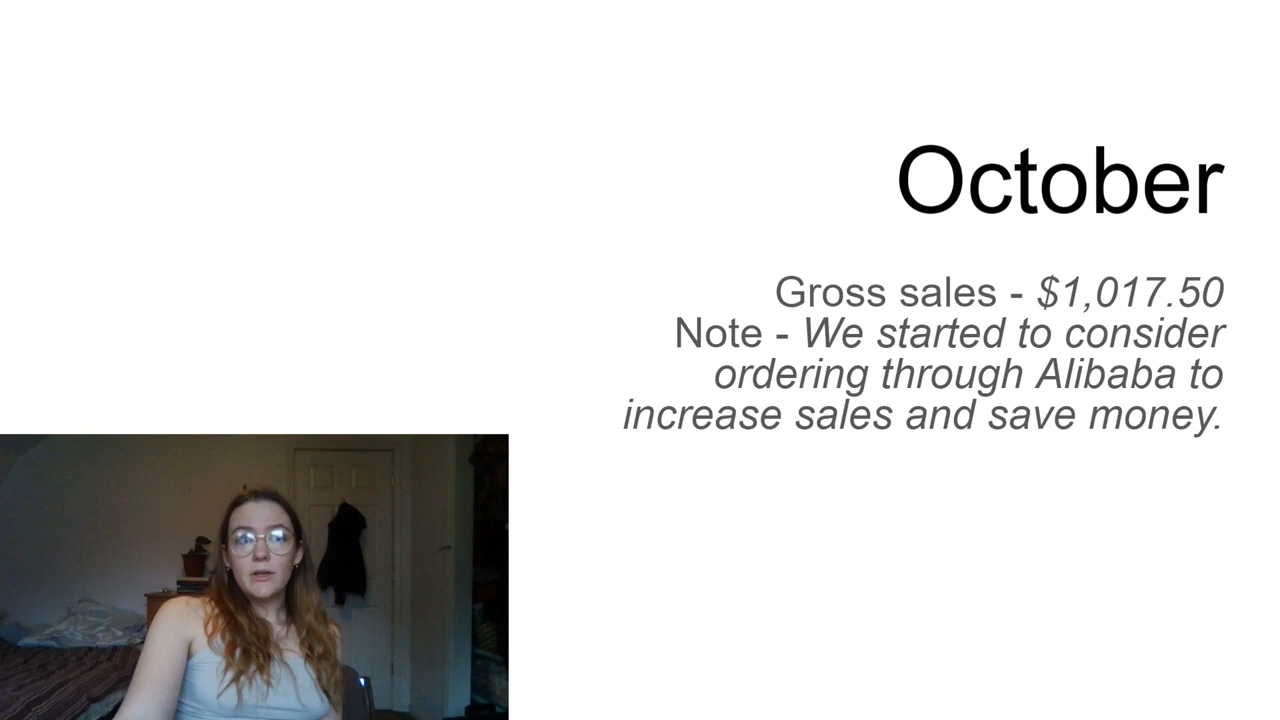 October
Gross sales - $1,017.50
Note - We started to consider
ordering through Alibaba to
increase sales and save money.